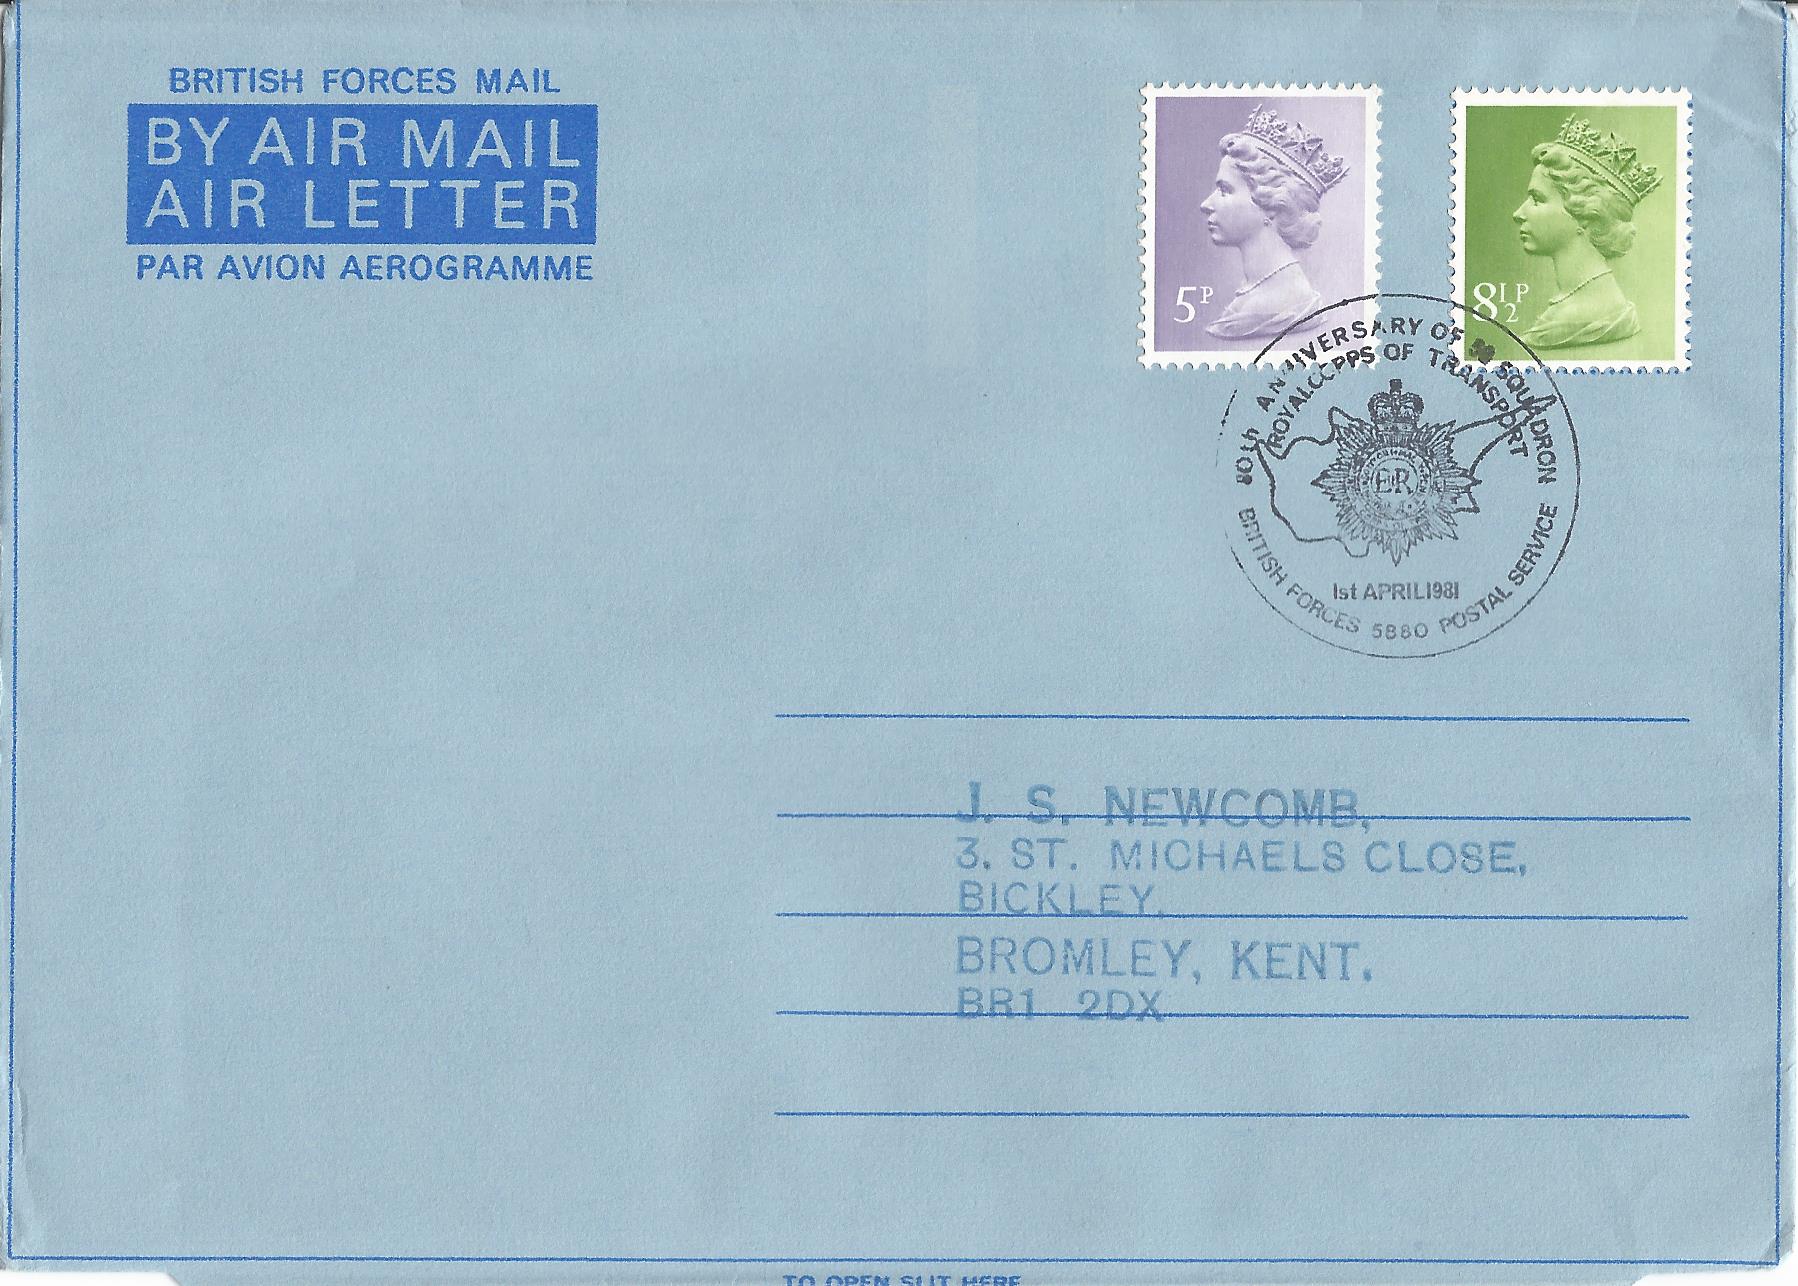 BRITISH FORCES MAIL
BY AIR MAIL
AIR LETTER
PAR AVION AEROGRAMME
5P
8½P
80th ANNIVERSARY OF SQUADRON
ROYAL CORPS OF TRANSPORT
EIIR
1st APRIL 1981
BRITISH FORCES 5880 POSTAL SERVICE
J. S. NEWCOMB,
3. ST. MICHAELS CLOSE,
BICKLEY,
BROMLEY, KENT.
BR1 2DX
TO OPEN SLIT HERE